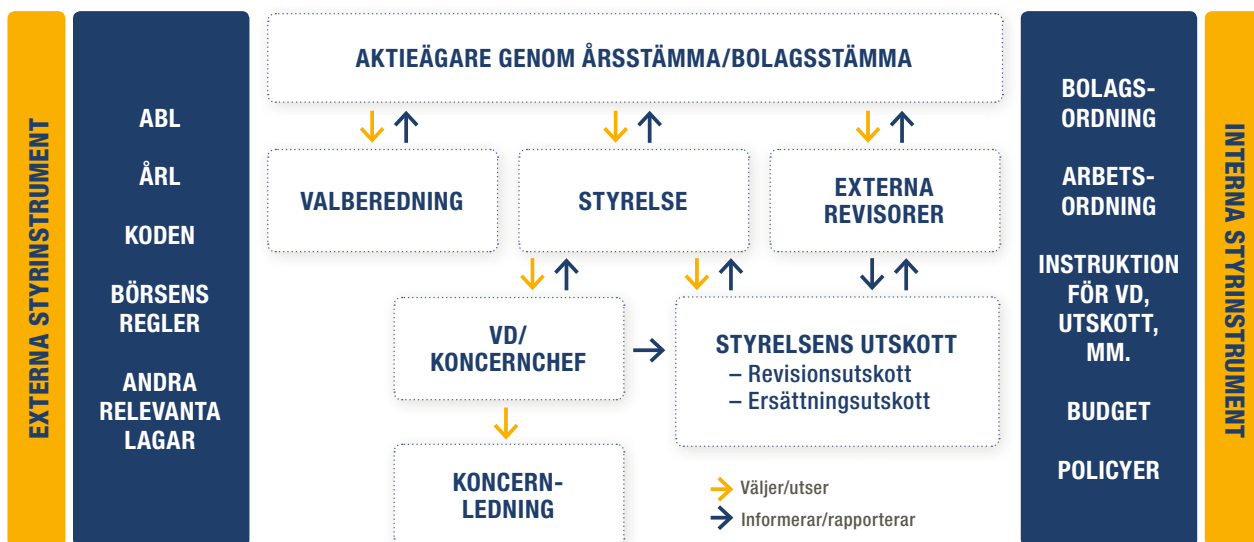 EXTERNA STYRINSTRUMENT
ABL
ÅRL
KODEN
BÖRSENS
REGLER
ANDRA
RELEVANTA
LAGAR
AKTIEÄGARE GENOM ÅRSSTÄMMA/BOLAGSSTÄMMA
VALBEREDNING
STYRELSE
EXTERNA
REVISORER
VD/
KONCERNCHEF
STYRELSENS UTSKOTT
– Revisionsutskott
– Ersättningsutskott
KONCERN-
LEDNING
Väljer/utser
Informerar/rapporterar
BOLAGS-
ORDNING
ARBETS-
ORDNING
INSTRUKTION
FÖR VD,
UTSKOTT,
MM.
BUDGET
POLICYER
INTERNA STYRINSTRUMENT